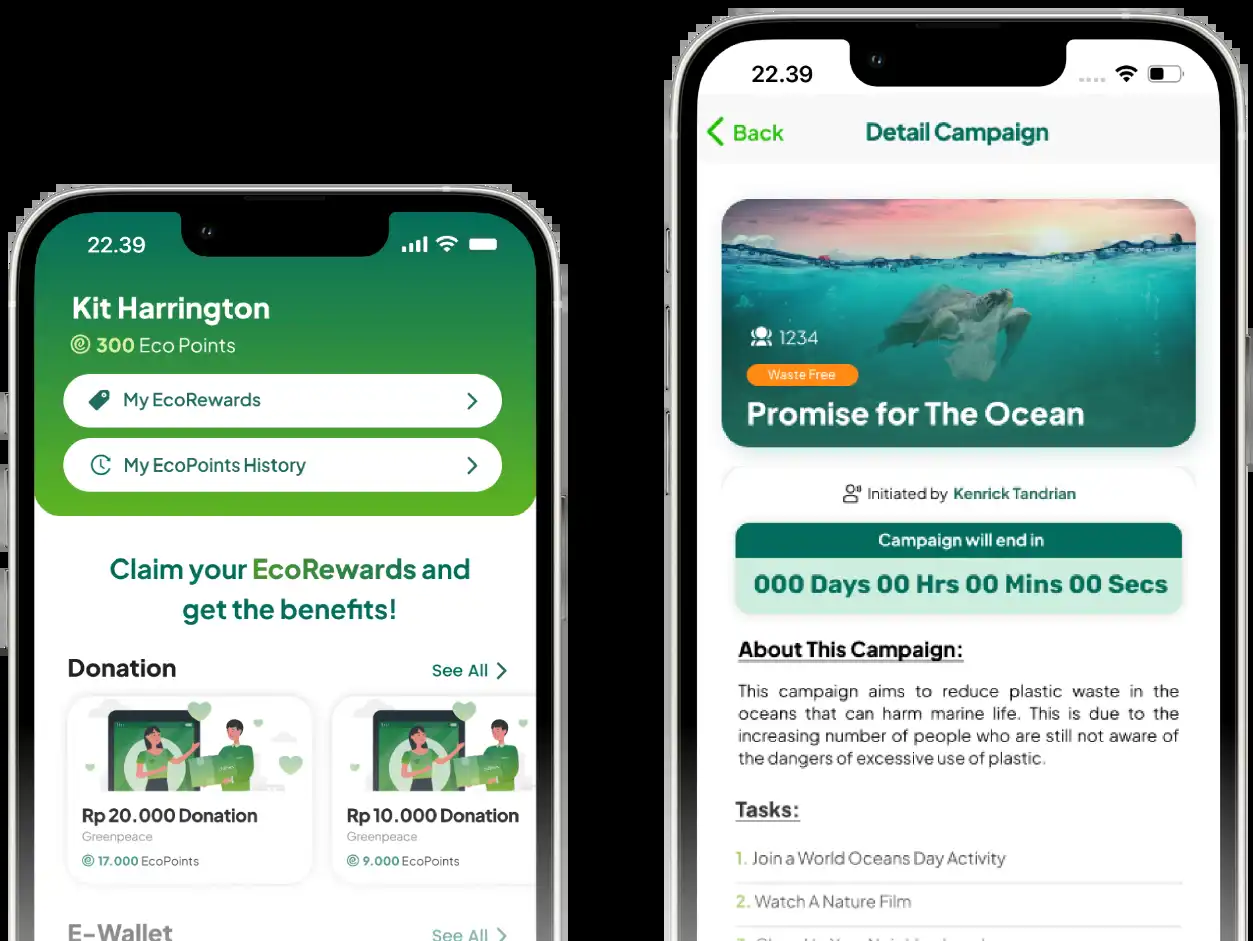 22.39
Kit Harrington
300 Eco Points
My EcoRewards
My EcoPoints History
Claim your EcoRewards and
get the benefits!
Donation
See All
Rp 20.000 Donation
Greenpeace
17.000 EcoPoints
Rp 10.000 Donation
Greenpeace
9.000 EcoPoints
E-Wallet
See All
22.39
Back
Detail Campaign
1234
Waste Free
Promise for The Ocean
Initiated by Kenrick Tandrian
Campaign will end in
000 Days 00 Hrs 00 Mins 00 Secs
About This Campaign:
This campaign aims to reduce plastic waste in the
oceans that can harm marine life. This is due to the
increasing number of people who are still not aware of
the dangers of excessive use of plastic.
Tasks:
1. Join a World Oceans Day Activity
2. Watch A Nature Film